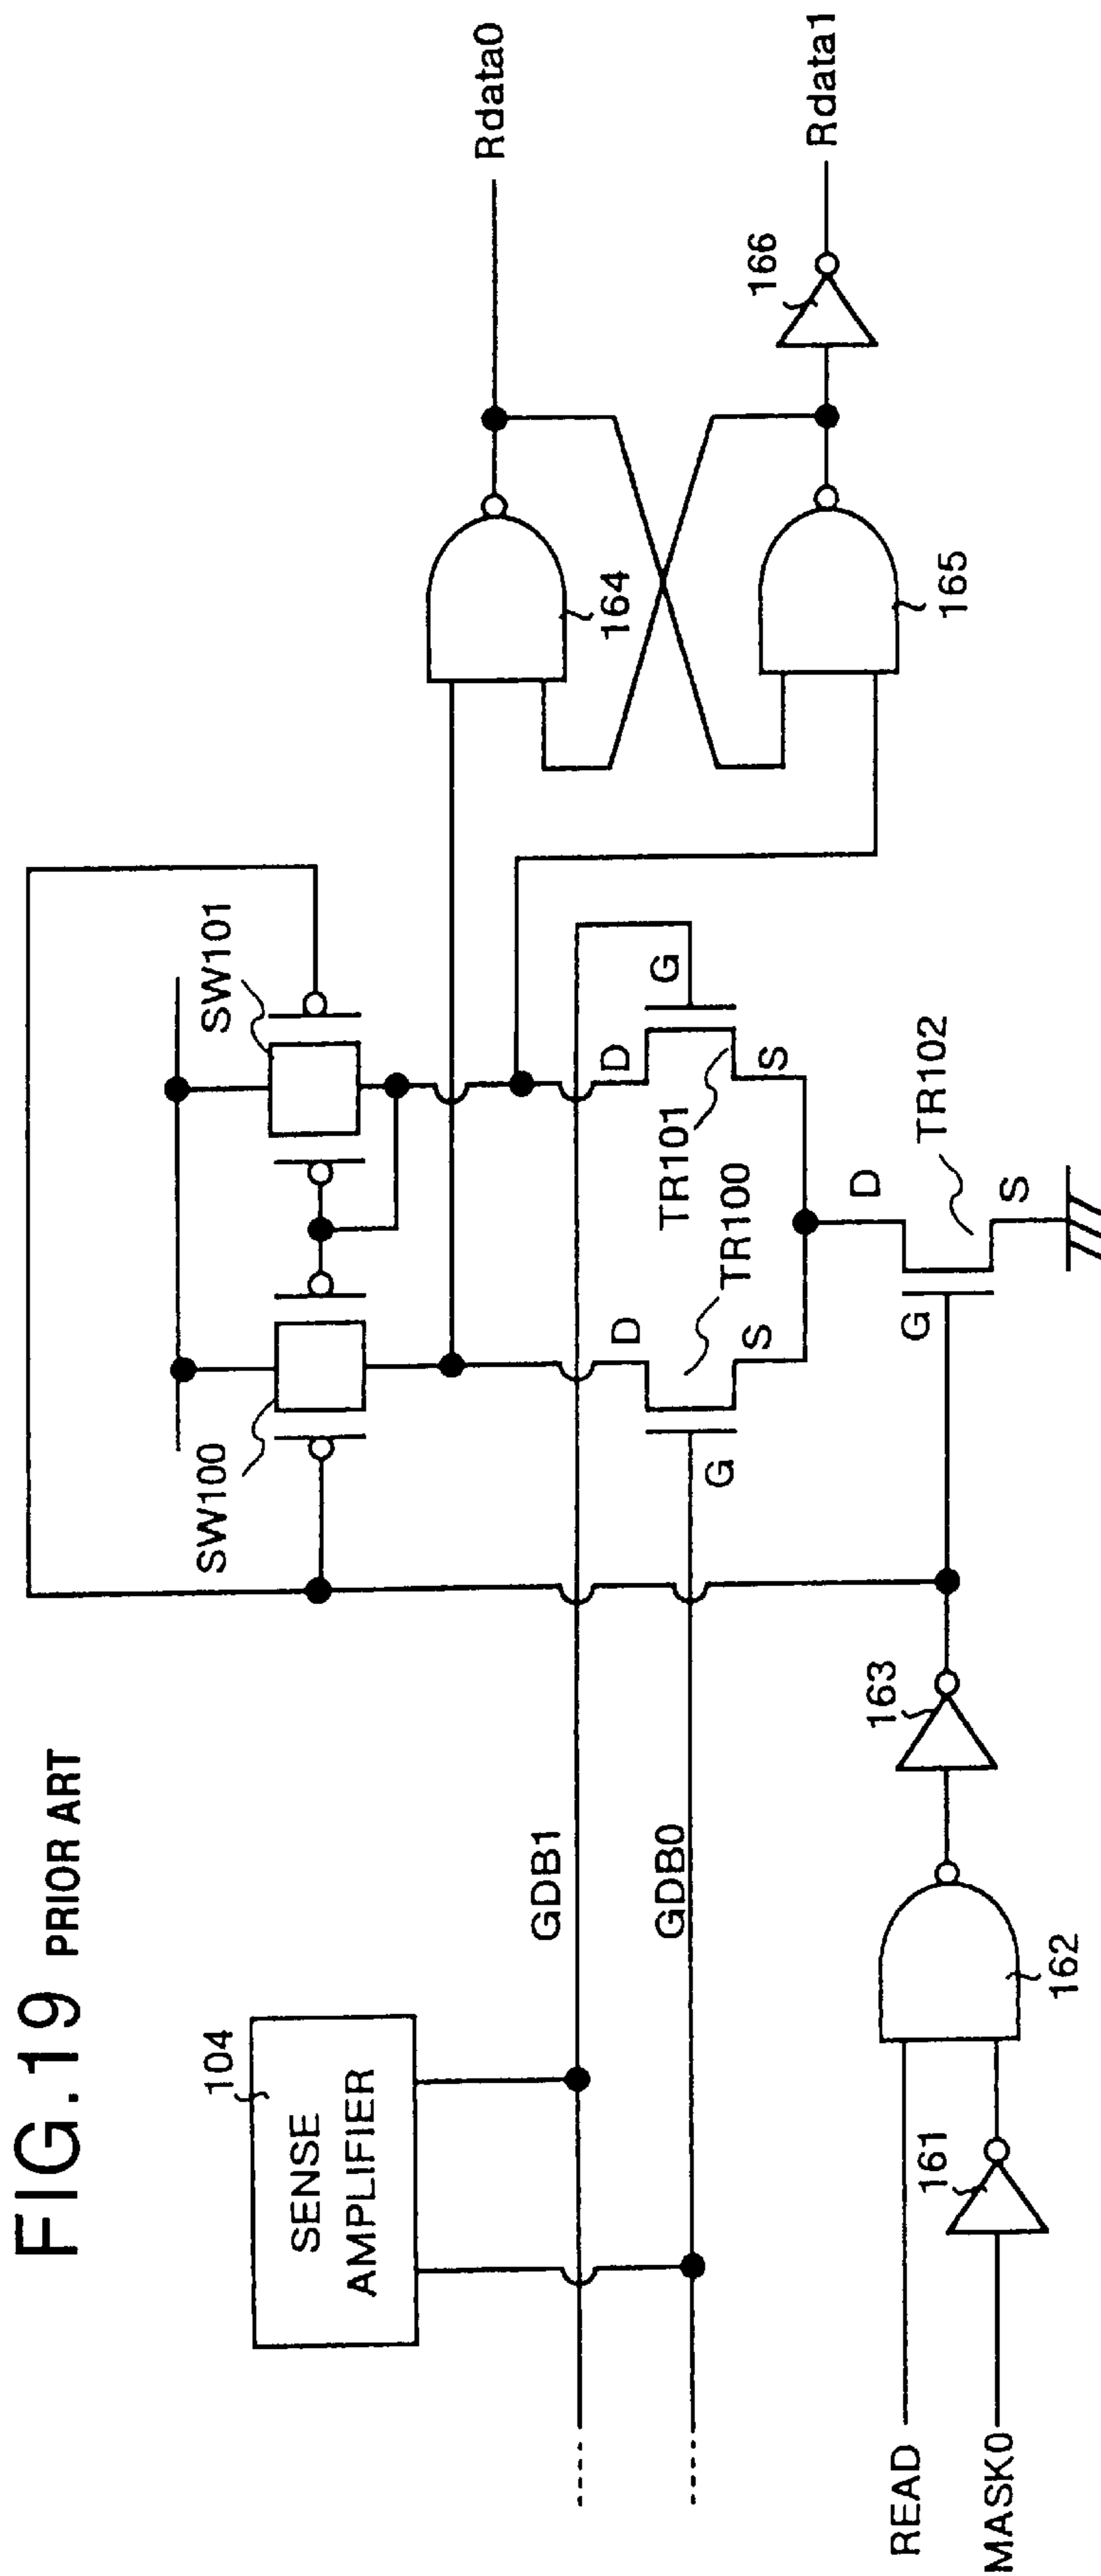 FIG.19 PRIOR ART
104
SENSE
AMPLIFIER
GDB1
GDB0
READ
MASK0
161
162
163
SW100
SW101
D
G
S
TR100
D
G
S
TR101
D
G
S
TR102
164
165
166
Rdata0
Rdata1